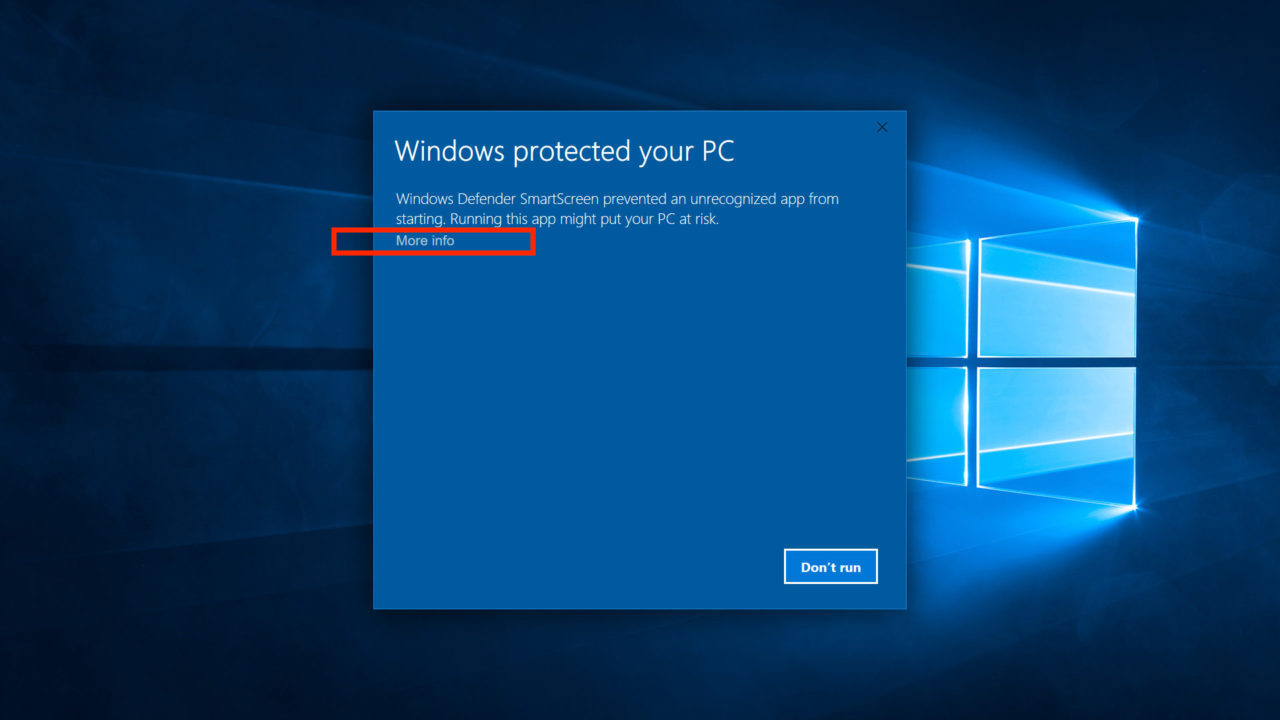 Windows protected your PC
Windows Defender SmartScreen prevented an unrecognized app from
starting. Running this app might put your PC at risk.
More info
Don't run